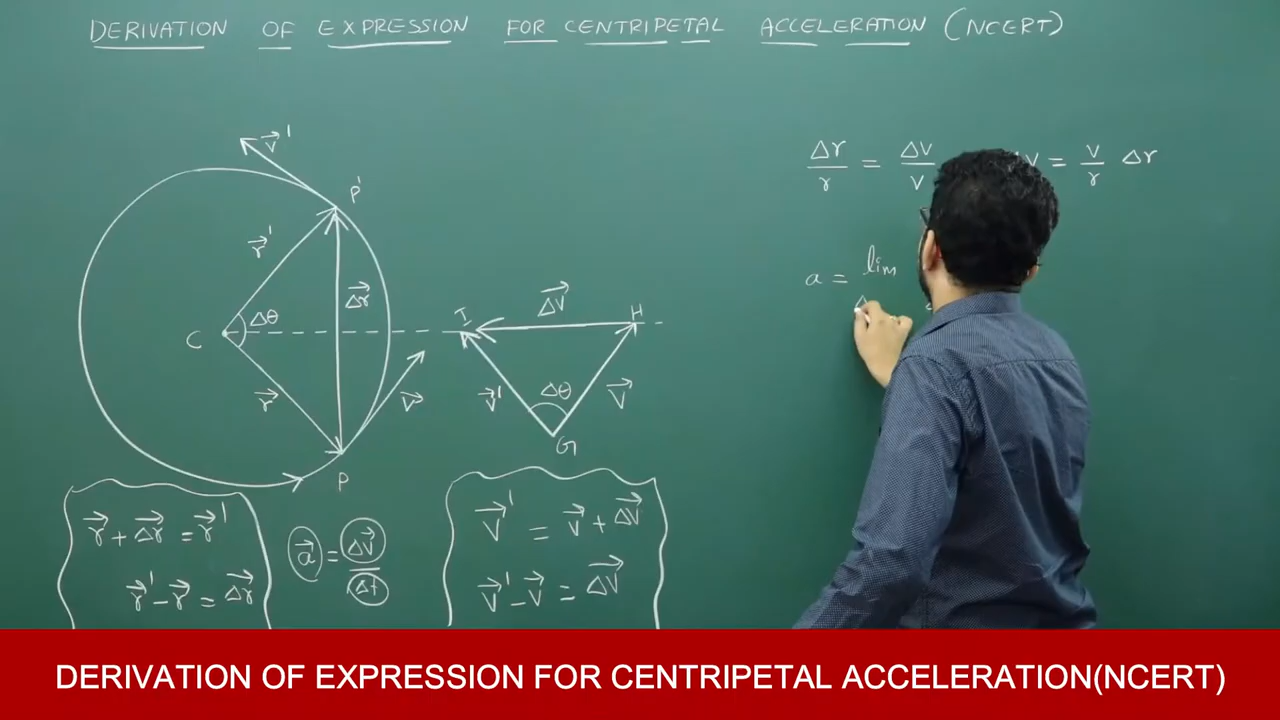 DERIVATION OF EXPRESSION FOR CENTRIPETAL ACCELERATION (NCERT)
v⃗'
P'
r⃗'
Δr⃗
Δθ
C
r⃗
v⃗
P
I
Δv⃗
H
v⃗'
Δθ
v⃗
G
Δr/r = Δv/v
v = v/r Δr
a = lim
r⃗ + Δr⃗ = r⃗'
r⃗' - r⃗ = Δr⃗
a⃗ = Δv⃗/Δt
v⃗' = v⃗ + Δv⃗
v⃗' - v⃗ = Δv⃗
DERIVATION OF EXPRESSION FOR CENTRIPETAL ACCELERATION(NCERT)